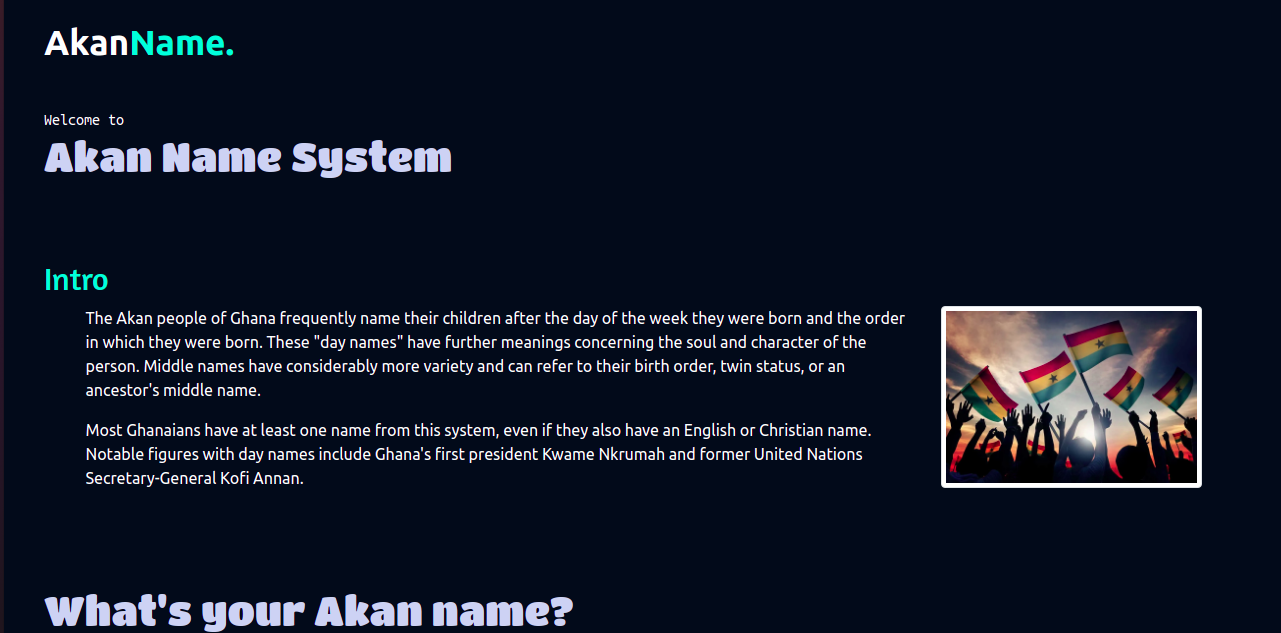 AkanName.
Welcome to
Akan Name System
Intro
The Akan people of Ghana frequently name their children after the day of the week they were born and the order
in which they were born. These "day names" have further meanings concerning the soul and character of the
person. Middle names have considerably more variety and can refer to their birth order, twin status, or an
ancestor's middle name.
Most Ghanaians have at least one name from this system, even if they also have an English or Christian name.
Notable figures with day names include Ghana's first president Kwame Nkrumah and former United Nations
Secretary-General Kofi Annan.
What's your Akan name?